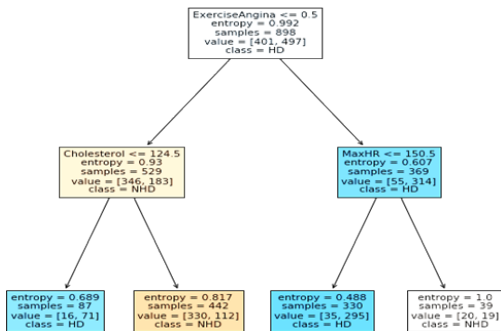 ExerciseAngina <= 0.5
entropy = 0.992
samples = 898
value = [401, 497]
class = HD
Cholesterol <= 124.5
entropy = 0.93
samples = 529
value = [346, 183]
class = NHD
MaxHR <= 150.5
entropy = 0.607
samples = 369
value = [55, 314]
class = HD
entropy = 0.689
samples = 87
value = [16, 71]
class = HD
entropy = 0.817
samples = 442
value = [330, 112]
class = NHD
entropy = 0.488
samples = 330
value = [35, 295]
class = HD
entropy = 1.0
samples = 39
value = [20, 19]
class = NHD